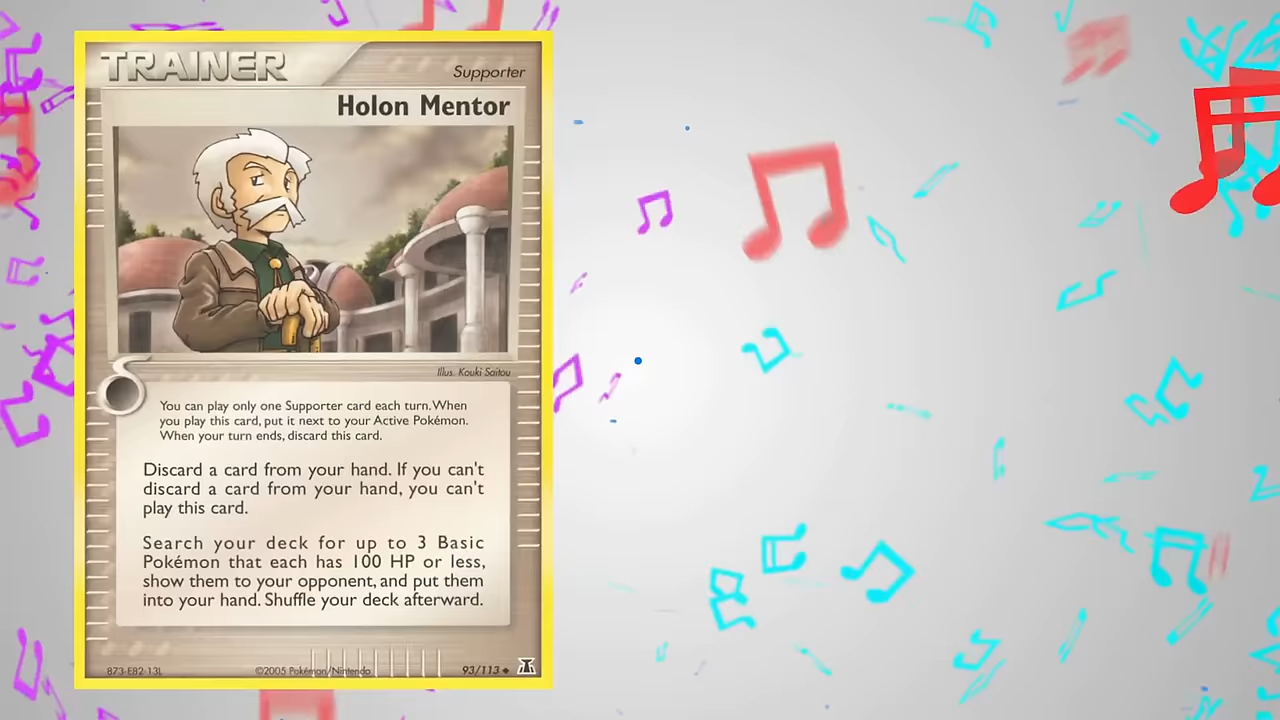 TRAINER
Supporter
Holon Mentor
Illus. Kouki Saitou
You can play only one Supporter card each turn. When
you play this card, put it next to your Active Pokémon.
When your turn ends, discard this card.
Discard a card from your hand. If you can't
discard a card from your hand, you can't
play this card.
Search your deck for up to 3 Basic
Pokémon that each has 100 HP or less,
show them to your opponent, and put them
into your hand. Shuffle your deck afterward.
873-EB2-13L ©2005 Pokémon/Nintendo 93/113